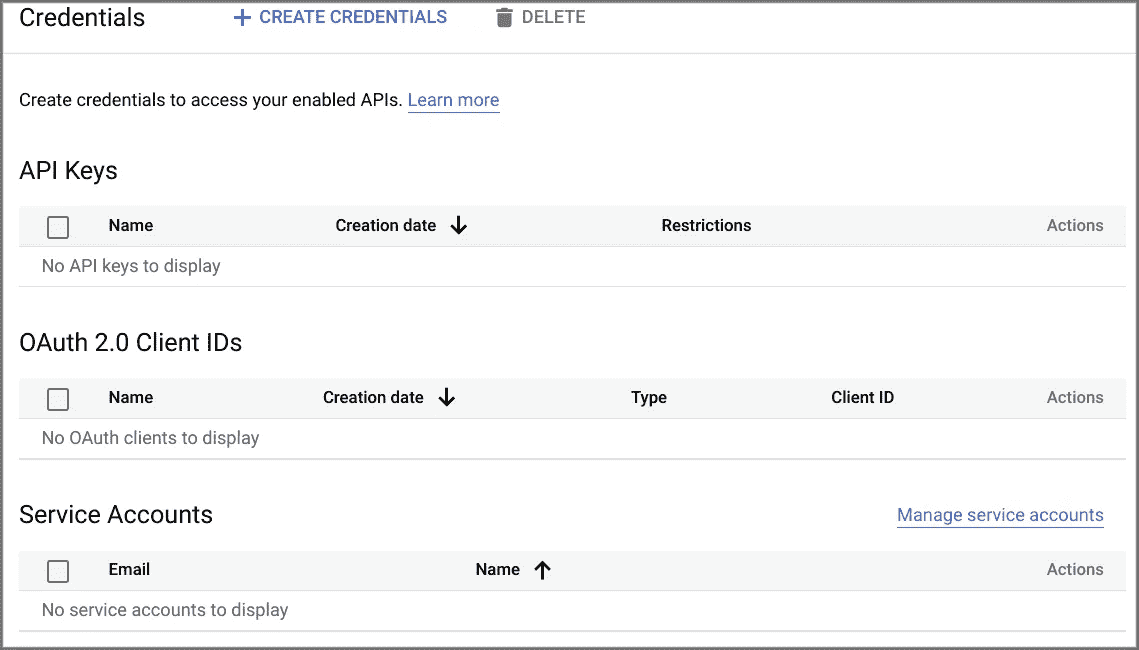 Credentials CREATE CREDENTIALS DELETE
Create credentials to access your enabled APIs. Learn more
API Keys
Name Creation date Restrictions Actions
No API keys to display
OAuth 2.0 Client IDs
Name Creation date Type Client ID Actions
No OAuth clients to display
Service Accounts Manage service accounts
Email Name Actions
No service accounts to display